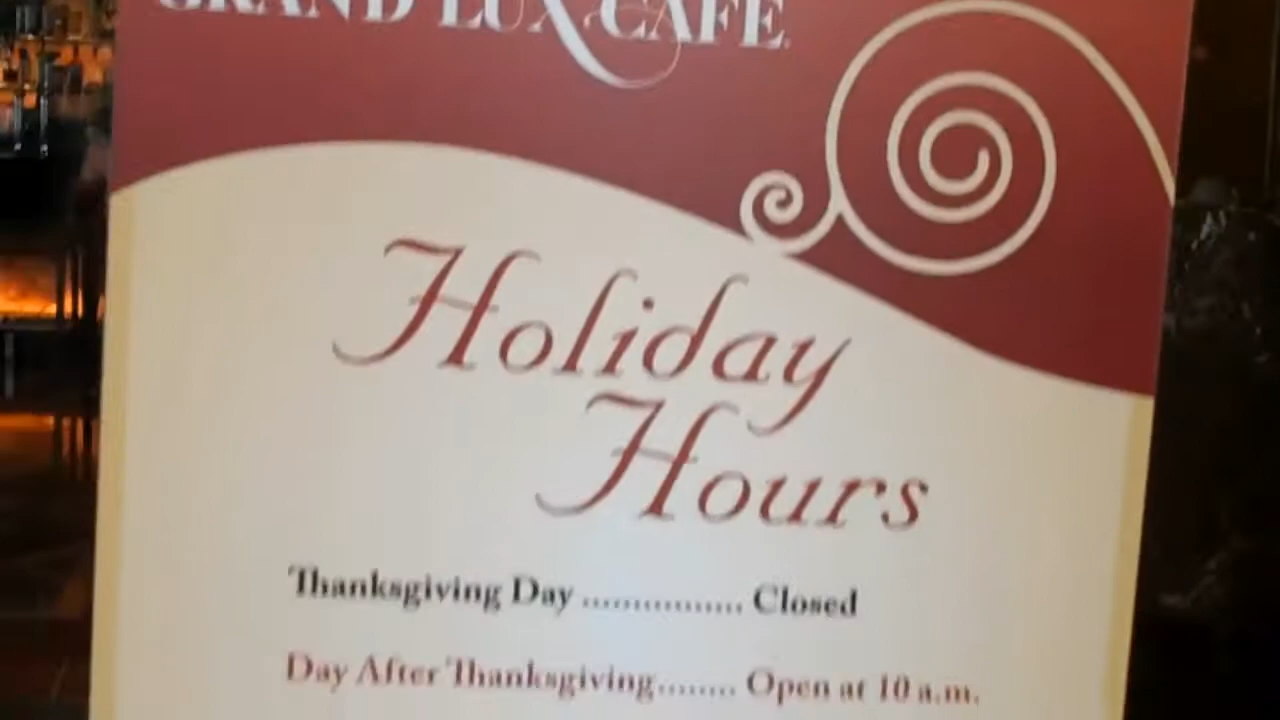 GRAND LUX CAFE
Holiday
Hours
Thanksgiving Day ................ Closed
Day After Thanksgiving........ Open at 10 a.m.